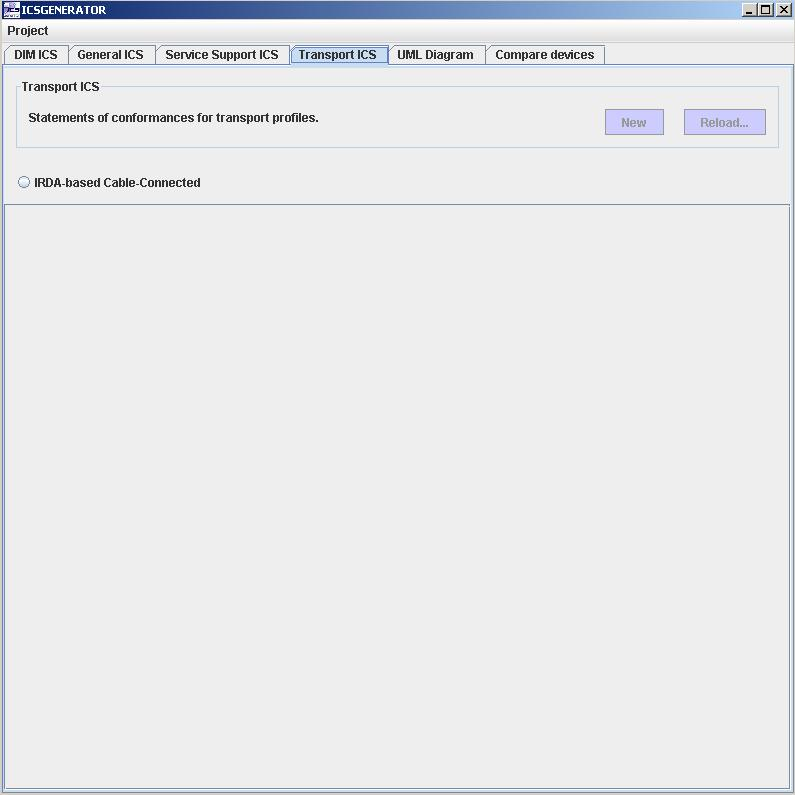 ICSGENERATOR
Project
DIM ICS General ICS Service Support ICS Transport ICS UML Diagram Compare devices
Transport ICS
Statements of conformances for transport profiles. New Reload...
IRDA-based Cable-Connected